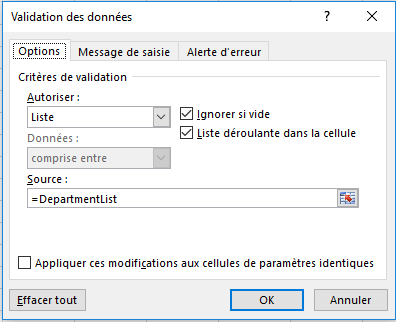 Validation des données
? ×
Options Message de saisie Alerte d'erreur
Critères de validation
Autoriser :
Liste
Ignorer si vide
Données :
Liste déroulante dans la cellule
comprise entre
Source :
=DepartmentList
Appliquer ces modifications aux cellules de paramètres identiques
Effacer tout OK Annuler